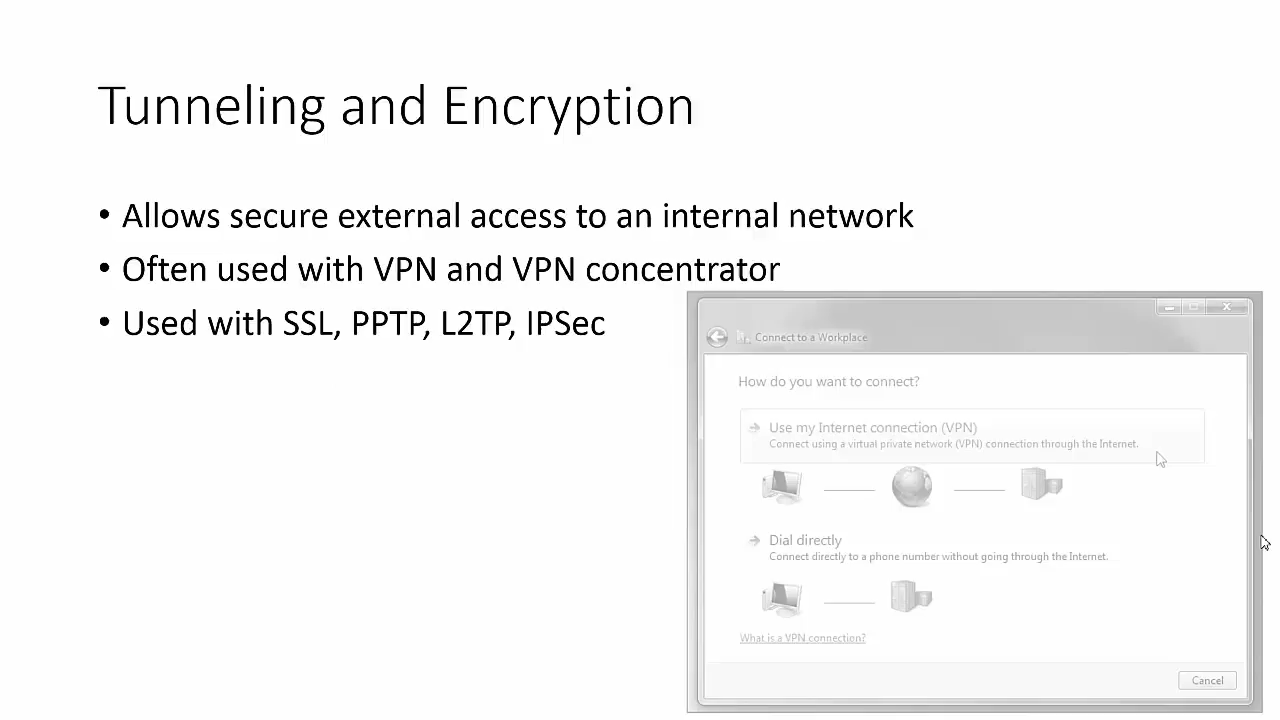 Tunneling and Encryption
• Allows secure external access to an internal network
• Often used with VPN and VPN concentrator
• Used with SSL, PPTP, L2TP, IPSec
Connect to a Workplace
How do you want to connect?
Use my Internet connection (VPN)
Connect using a virtual private network (VPN) connection through the Internet.
Dial directly
Connect directly to a phone number without going through the Internet.
What is a VPN connection?
Cancel